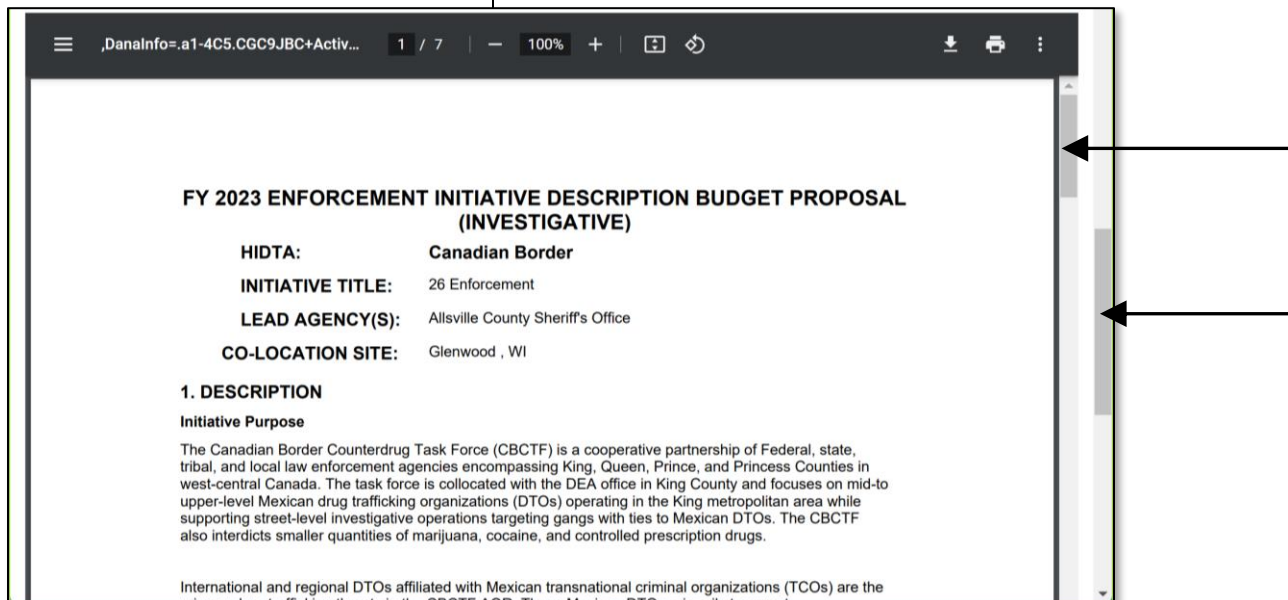 ,DanaInfo=.a1-4C5.CGC9JBC+Activ... 1 / 7 100%
FY 2023 ENFORCEMENT INITIATIVE DESCRIPTION BUDGET PROPOSAL
(INVESTIGATIVE)
HIDTA: Canadian Border
INITIATIVE TITLE: 26 Enforcement
LEAD AGENCY(S): Allsville County Sheriff's Office
CO-LOCATION SITE: Glenwood , WI
1. DESCRIPTION
Initiative Purpose
The Canadian Border Counterdrug Task Force (CBCTF) is a cooperative partnership of Federal, state,
tribal, and local law enforcement agencies encompassing King, Queen, Prince, and Princess Counties in
west-central Canada. The task force is collocated with the DEA office in King County and focuses on mid-to
upper-level Mexican drug trafficking organizations (DTOs) operating in the King metropolitan area while
supporting street-level investigative operations targeting gangs with ties to Mexican DTOs. The CBCTF
also interdicts smaller quantities of marijuana, cocaine, and controlled prescription drugs.
International and regional DTOs affiliated with Mexican transnational criminal organizations (TCOs) are the